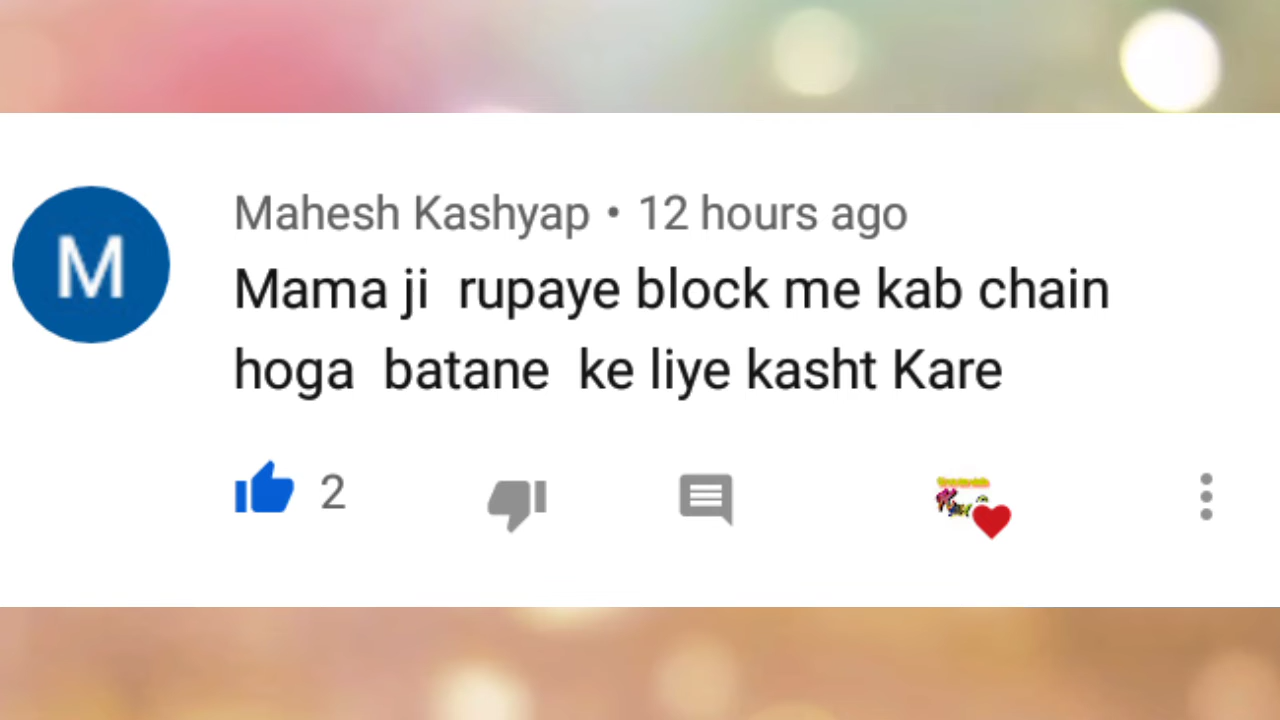 M
Mahesh Kashyap • 12 hours ago
Mama ji  rupaye block me kab chain
hoga  batane  ke liye kasht Kare
2